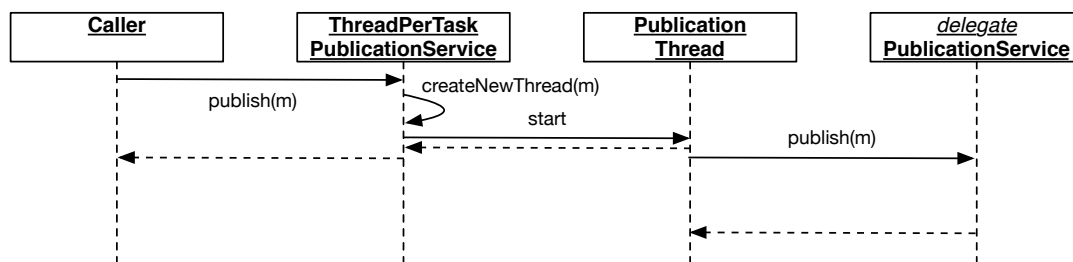 Caller
ThreadPerTask
PublicationService
Publication
Thread
delegate
PublicationService
publish(m)
createNewThread(m)
start
publish(m)